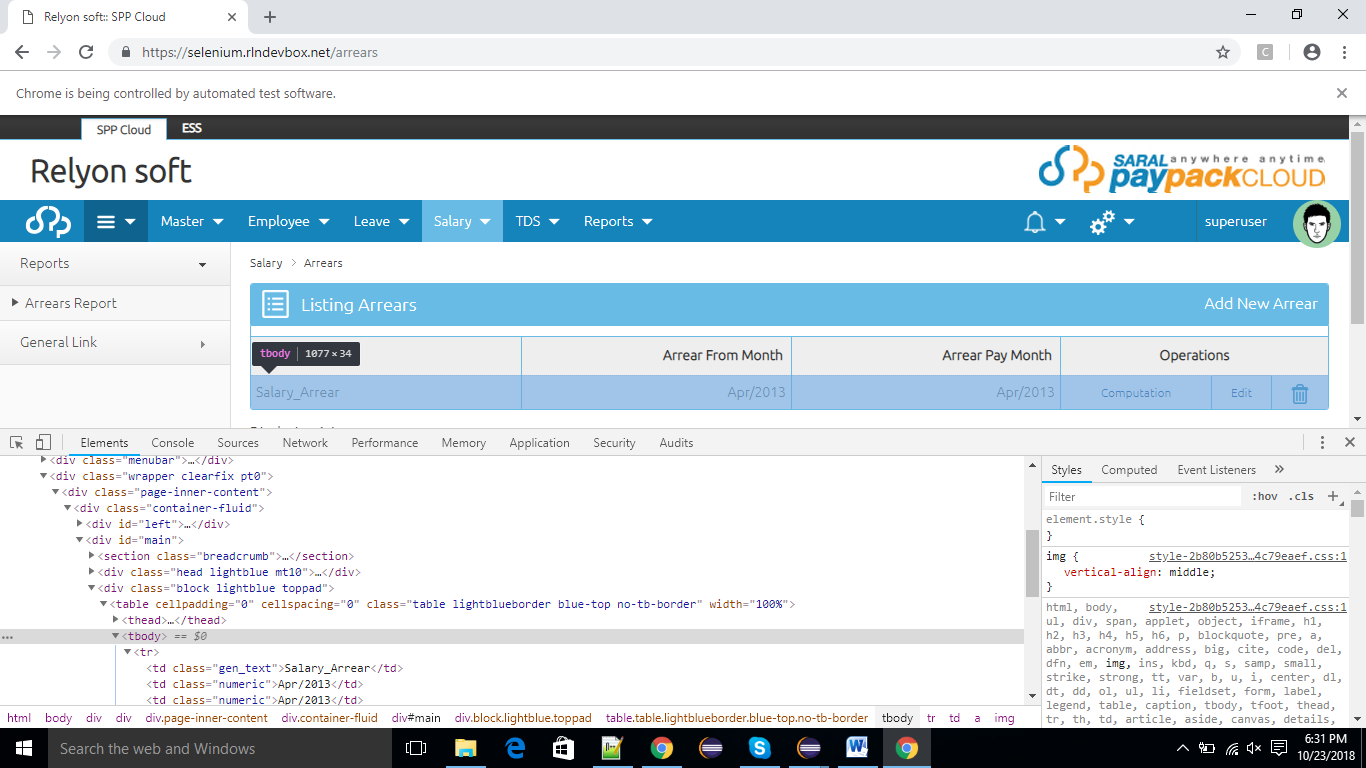 Relyon soft:: SPP Cloud
https://selenium.rlndevbox.net/arrears
C
Chrome is being controlled by automated test software.
SPP Cloud ESS
Relyon soft
SARAL anywhere anytime
paypackCLOUD
Master Employee Leave Salary TDS Reports superuser
Reports
Arrears Report
General Link
Salary > Arrears
Listing Arrears Add New Arrear
tbody 1077 × 34
Arrear From Month Arrear Pay Month Operations
Salary_Arrear Apr/2013 Apr/2013 Computation Edit
Elements Console Sources Network Performance Memory Application Security Audits
<div class="menubar">…</div>
<div class="wrapper clearfix pt0">
<div class="page-inner-content">
<div class="container-fluid">
<div id="left">…</div>
<div id="main">
<section class="breadcrumb">…</section>
<div class="head lightblue mt10">…</div>
<div class="block lightblue toppad">
<table cellpadding="0" cellspacing="0" class="table lightblueborder blue-top no-tb-border" width="100%">
<thead>…</thead>
<tbody> == $0
<tr>
<td class="gen_text">Salary_Arrear</td>
<td class="numeric">Apr/2013</td>
<td class="numeric">Apr/2013</td>
html body div div div.page-inner-content div.container-fluid div#main div.block.lightblue.toppad table.table.lightblueborder.blue-top.no-tb-border tbody tr td a img
Styles Computed Event Listeners »
Filter :hov .cls +
element.style {
}
img { style-2b80b5253…4c79eaef.css:1
vertical-align: middle;
}
html, body, style-2b80b5253…4c79eaef.css:1
ul, div, span, applet, object, iframe, h1,
h2, h3, h4, h5, h6, p, blockquote, pre, a,
abbr, acronym, address, big, cite, code, del,
dfn, em, img, ins, kbd, q, s, samp, small,
strike, strong, tt, var, b, u, i, center, dl,
dt, dd, ol, ul, li, fieldset, form, label,
legend, table, caption, tbody, tfoot, thead,
tr, th, td, article, aside, canvas, details,
Search the web and Windows
6:31 PM
10/23/2018